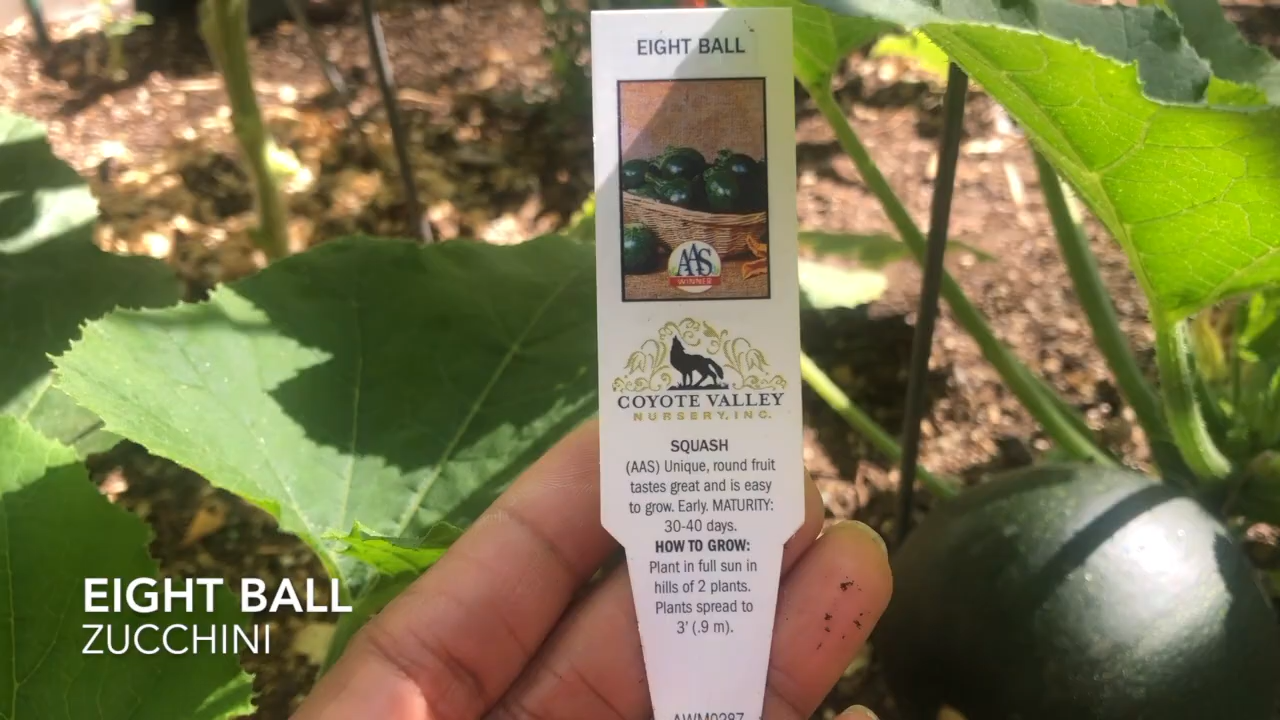 EIGHT BALL
AAS
WINNER
COYOTE VALLEY
NURSERY, INC.
SQUASH
(AAS) Unique, round fruit
tastes great and is easy
to grow. Early. MATURITY:
30-40 days.
HOW TO GROW:
Plant in full sun in
hills of 2 plants.
Plants spread to
3' (.9 m).
AWM0287
EIGHT BALL
ZUCCHINI